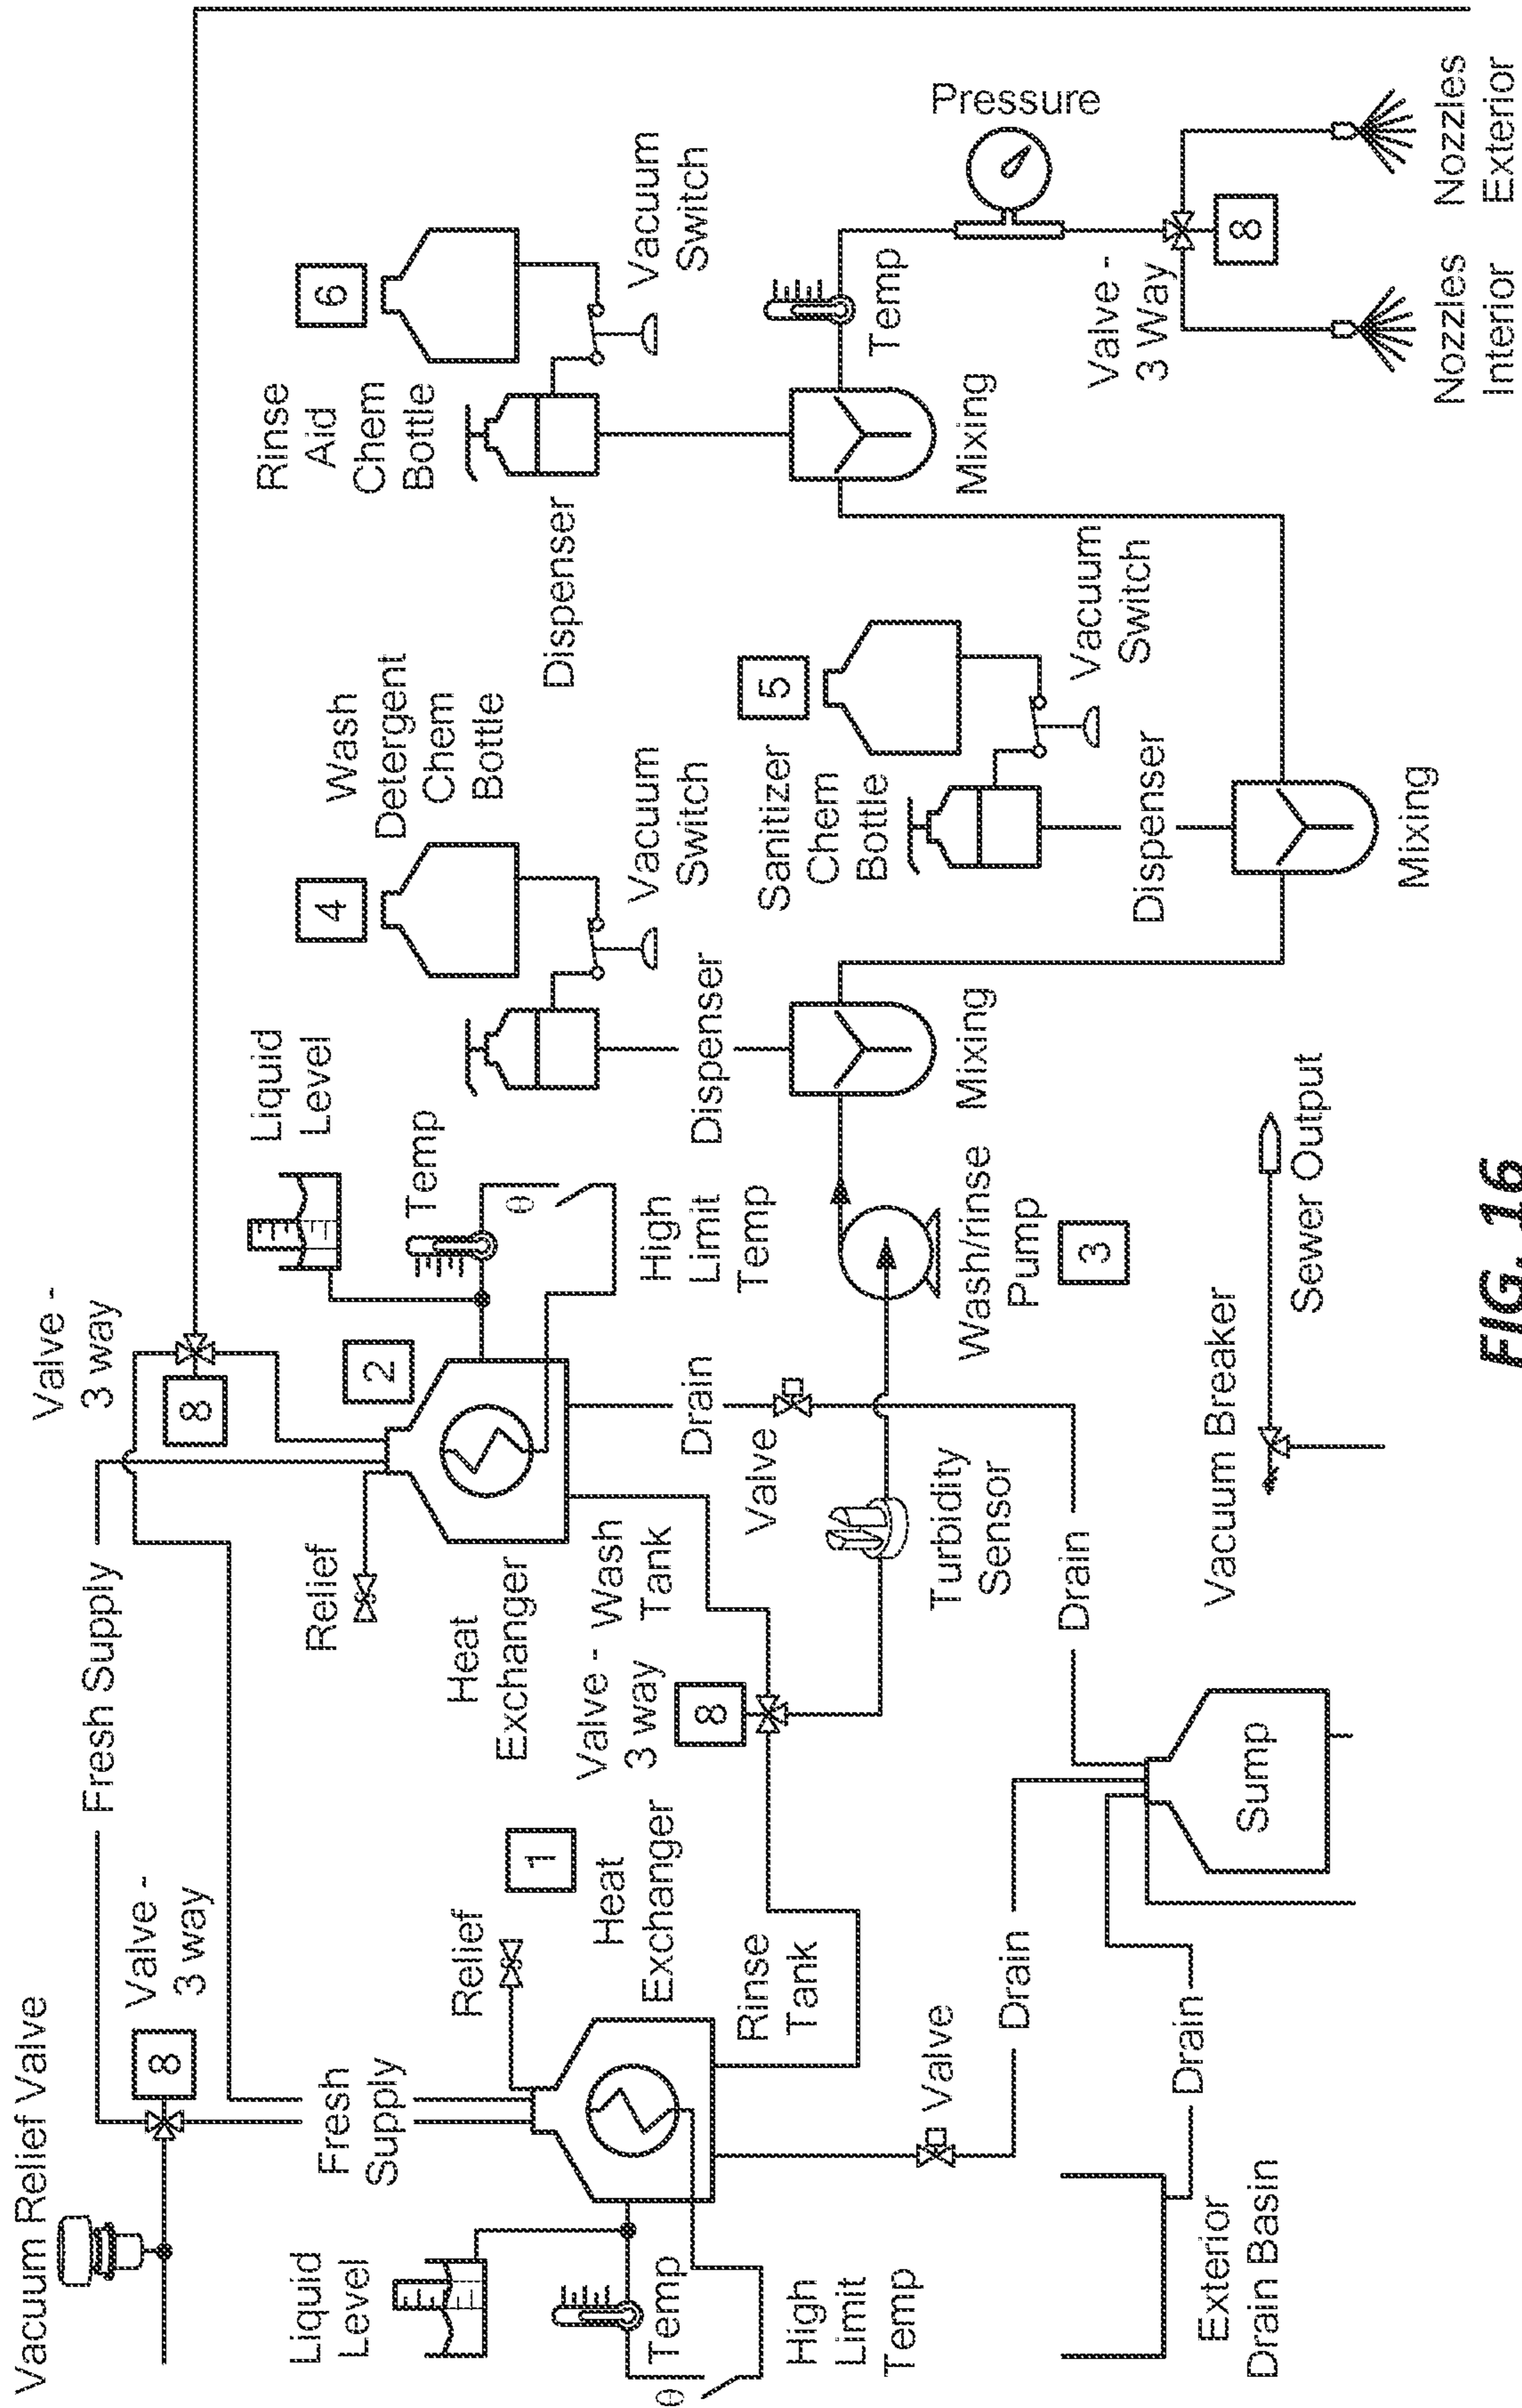 Vacuum Relief Valve
8
Valve -
3 way
Fresh Supply
Valve -
3 way
8
Fresh
Supply
Liquid
Level
Temp
θ
High
Limit
Temp
Relief
1
Heat
Exchanger
Rinse
Tank
Valve
Drain
Exterior
Drain Basin
Drain
Sump
Relief
Heat
Exchanger
2
Wash
Tank
Valve -
3 way
8
Liquid
Level
Temp
θ
High
Limit
Temp
Drain
Valve
Drain
Turbidity
Sensor
Wash/rinse
Pump
3
Vacuum Breaker
Sewer Output
4
Wash
Detergent
Chem
Bottle
Vacuum
Switch
Dispenser
Mixing
5
Sanitizer
Chem
Bottle
Vacuum
Switch
Dispenser
Mixing
6
Rinse
Aid
Chem
Bottle
Vacuum
Switch
Dispenser
Mixing
Temp
Pressure
Valve -
3 Way
8
Nozzles
Interior
Nozzles
Exterior
FIG. 16